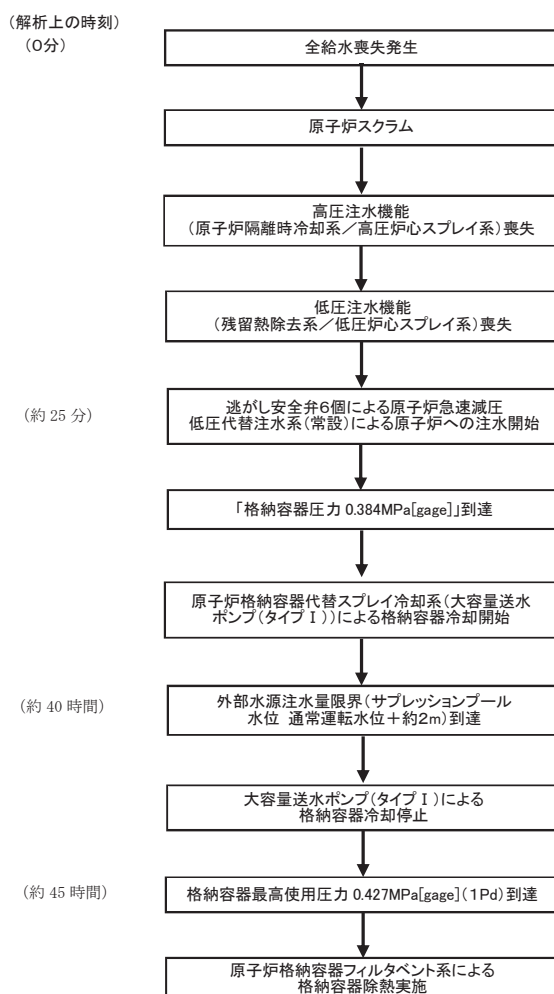 (解析上の時刻)
(0分)
全給水喪失発生
原子炉スクラム
高圧注水機能
(原子炉隔離時冷却系/高圧炉心スプレイ系)喪失
低圧注水機能
(残留熱除去系/低圧炉心スプレイ系)喪失
(約 25 分)
逃がし安全弁6個による原子炉急速減圧
低圧代替注水系(常設)による原子炉への注水開始
「格納容器圧力 0.384MPa[gage]」到達
原子炉格納容器代替スプレイ冷却系(大容量送水
ポンプ(タイプⅠ))による格納容器冷却開始
(約 40 時間)
外部水源注水量限界(サプレッションプール
水位 通常運転水位+約2m)到達
大容量送水ポンプ(タイプⅠ)による
格納容器冷却停止
(約 45 時間)
格納容器最高使用圧力 0.427MPa[gage](1Pd)到達
原子炉格納容器フィルタベント系による
格納容器除熱実施